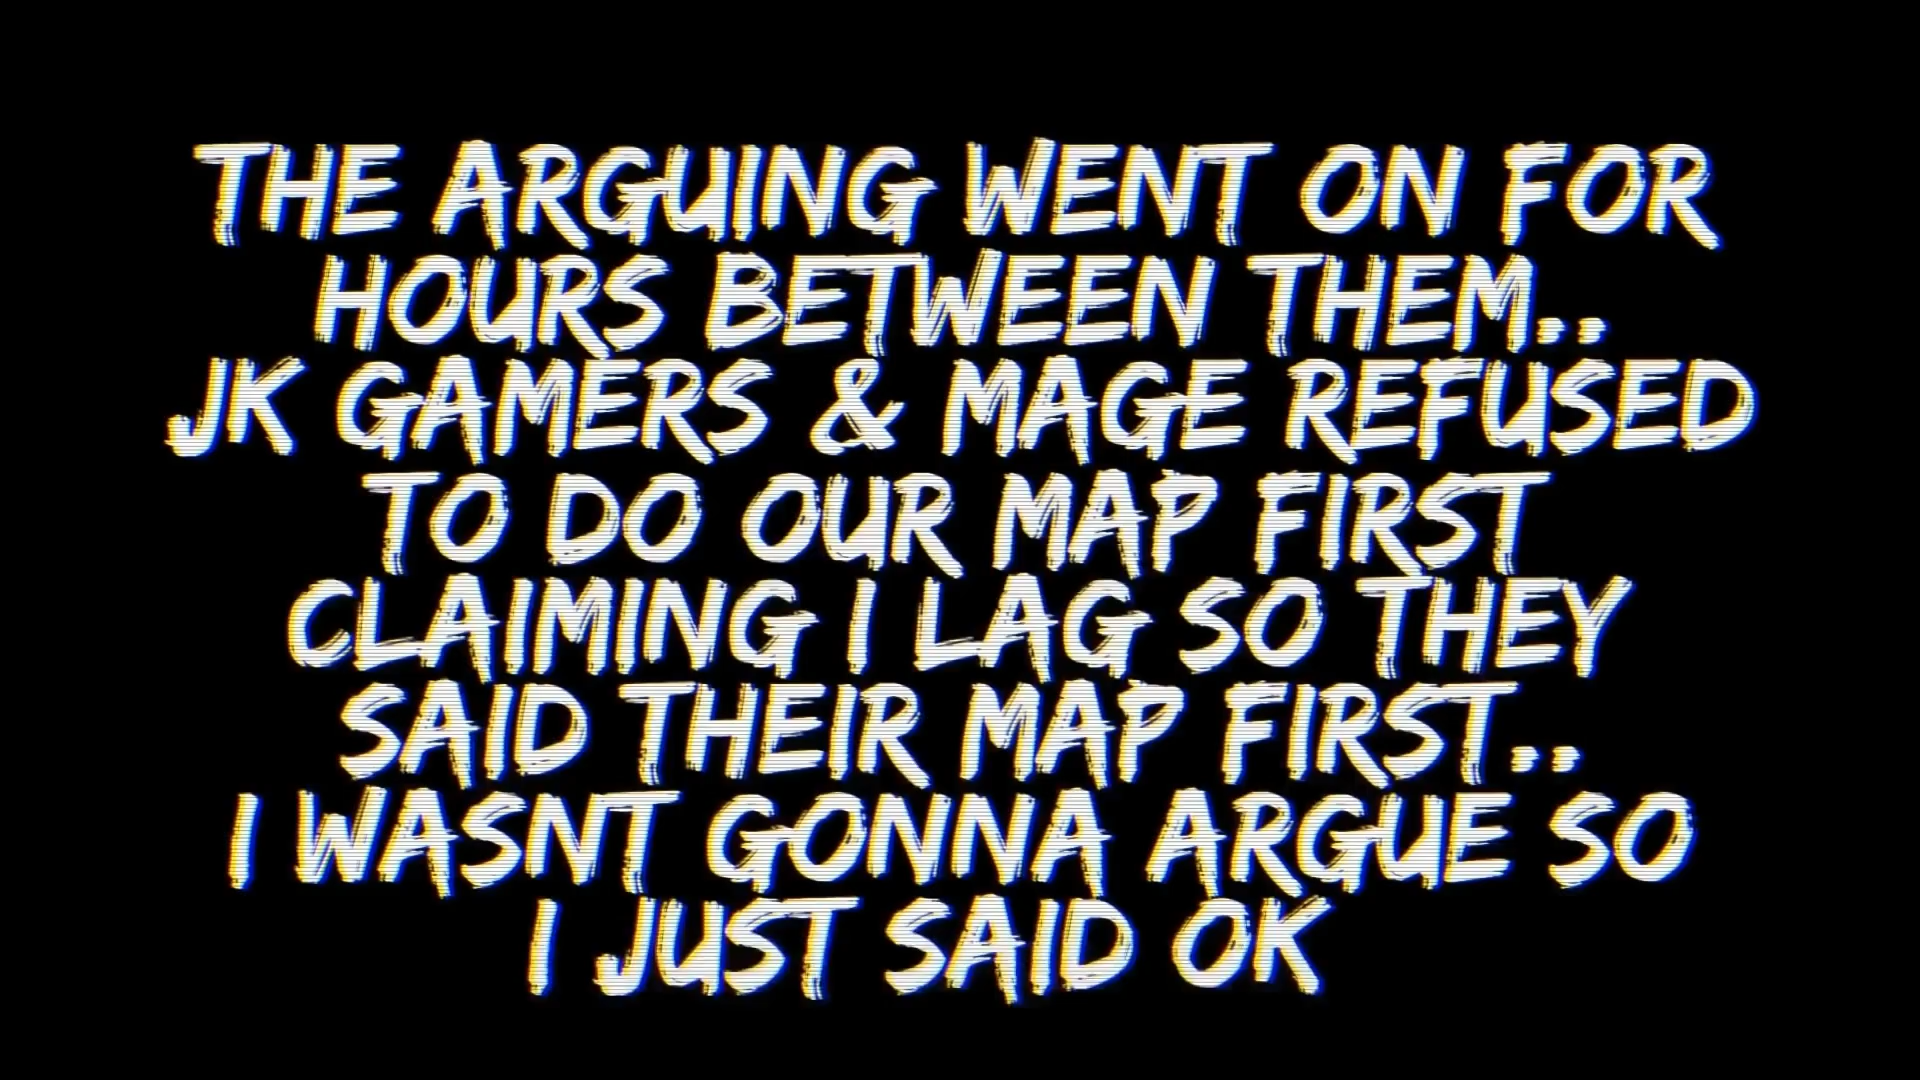 THE ARGUING WENT ON FOR
HOURS BETWEEN THEM..
JK GAMERS & MAGE REFUSED
TO DO OUR MAP FIRST
CLAIMING I LAG SO THEY
SAID THEIR MAP FIRST..
I WASNT GONNA ARGUE SO
I JUST SAID OK